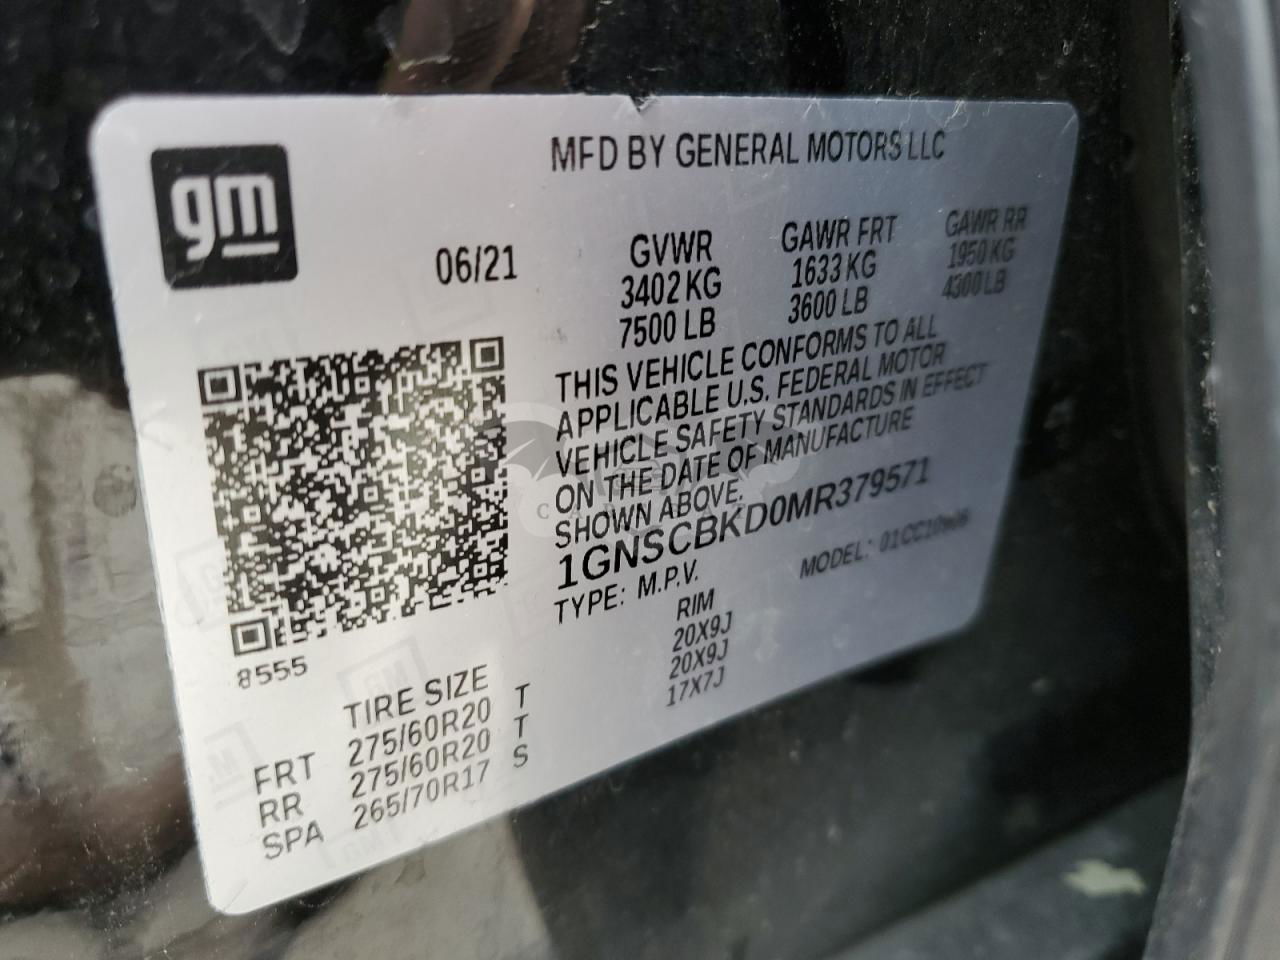 gm
MFD BY GENERAL MOTORS LLC
06/21
GVWR GAWR FRT GAWR RR
3402 KG 1633 KG 1950 KG
7500 LB 3600 LB 4300 LB
THIS VEHICLE CONFORMS TO ALL
APPLICABLE U.S. FEDERAL MOTOR
VEHICLE SAFETY STANDARDS IN EFFECT
ON THE DATE OF MANUFACTURE
SHOWN ABOVE.
1GNSCBKD0MR379571
TYPE: M.P.V. MODEL:
8555
TIRE SIZE RIM
FRT 275/60R20 T 20X9J
RR 275/60R20 T 20X9J
SPA 265/70R17 S 17X7J